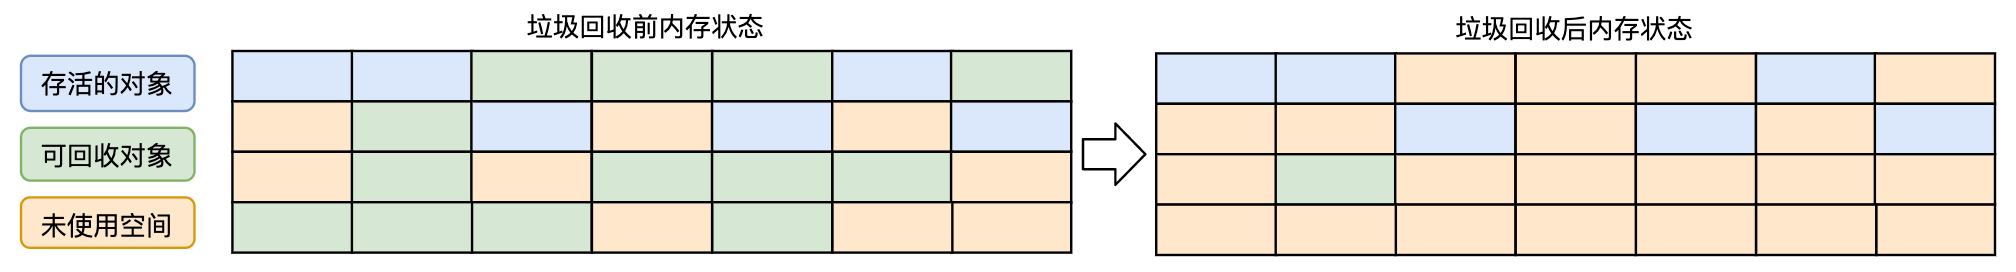 垃圾回收前内存状态
垃圾回收后内存状态
存活的对象
可回收对象
未使用空间